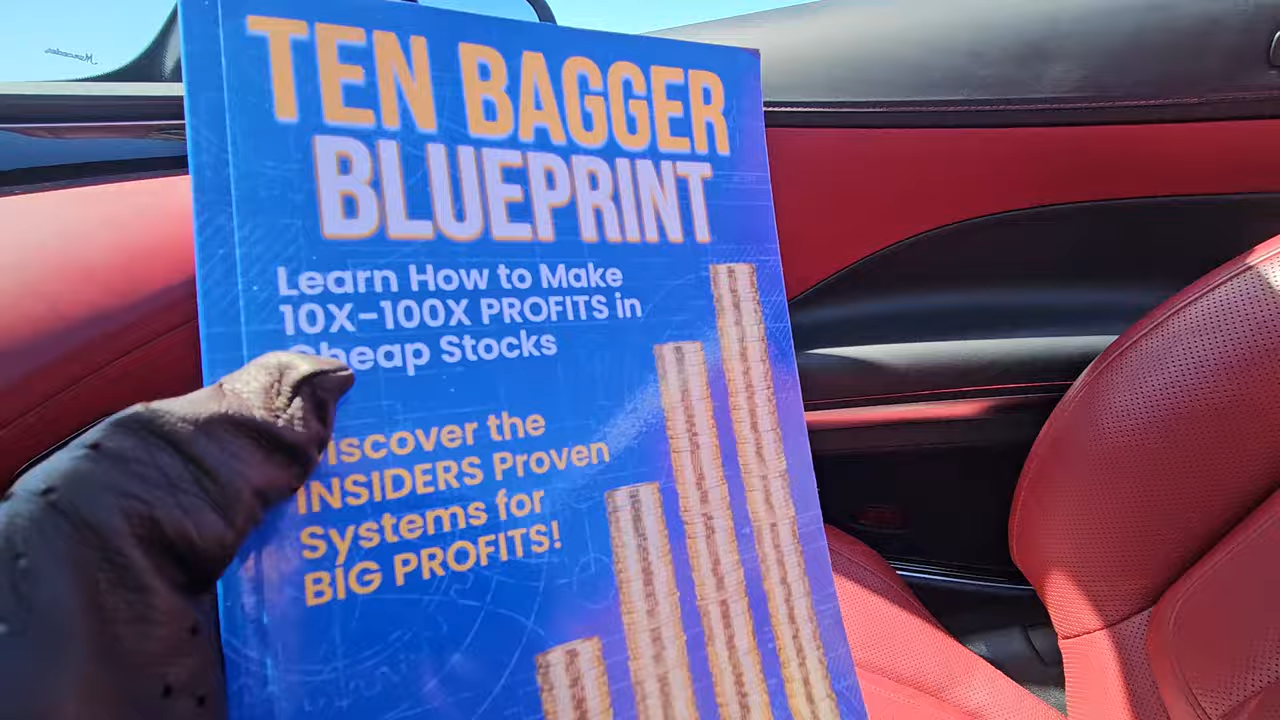 TEN BAGGER
BLUEPRINT
Learn How to Make
10X-100X PROFITS in
Cheap Stocks
Discover the
INSIDERS Proven
Systems for
BIG PROFITS!